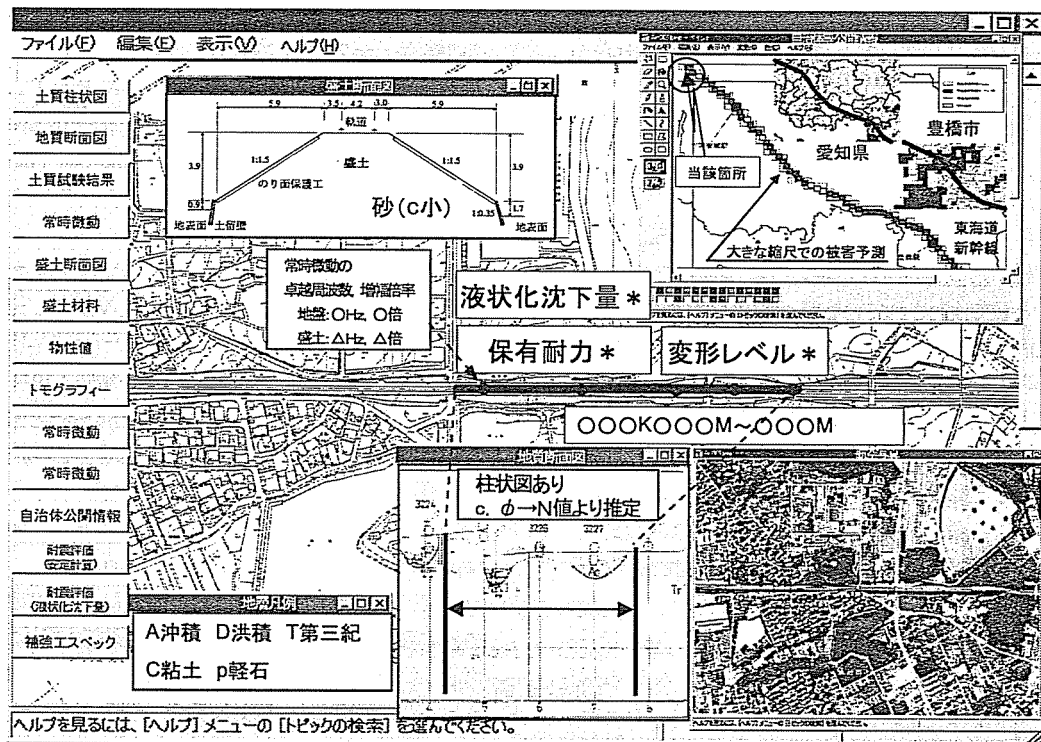 ファイル(F) 編集(E) 表示(V) ヘルプ(H)
土質柱状図
地質断面図
土質試験結果
常時微動
盛土断面図
盛土材料
物性値
トモグラフィー
常時微動
常時微動
自治体公開情報
耐震評価
(安定計算)
耐震評価
(液状化沈下量)
補強エスペック
盛土断面図
5.9 3.5 4.2 3.0 5.9
軌道
3.9 1:1.5 盛土 1:1.5 3.9
のり面保護工
砂(c小)
0.9 1:0.35 1.7
地表面 土留壁 地表面
常時微動の
卓越周波数, 増幅倍率
地盤:○Hz, ○倍
盛土:△Hz, △倍
液状化沈下量*
保有耐力*
変形レベル*
○○○K○○○M~○○○M
豊橋市
愛知県
当該箇所
東海道
新幹線
大きな縮尺での被害予測
地質断面図
柱状図あり
c, φ→N値より推定
3226 3227
Tr
地質凡例
A沖積 D洪積 T第三紀
C粘土 p軽石
ヘルプを見るには、[ヘルプ]メニューの[トピックの検索]を選んでください。